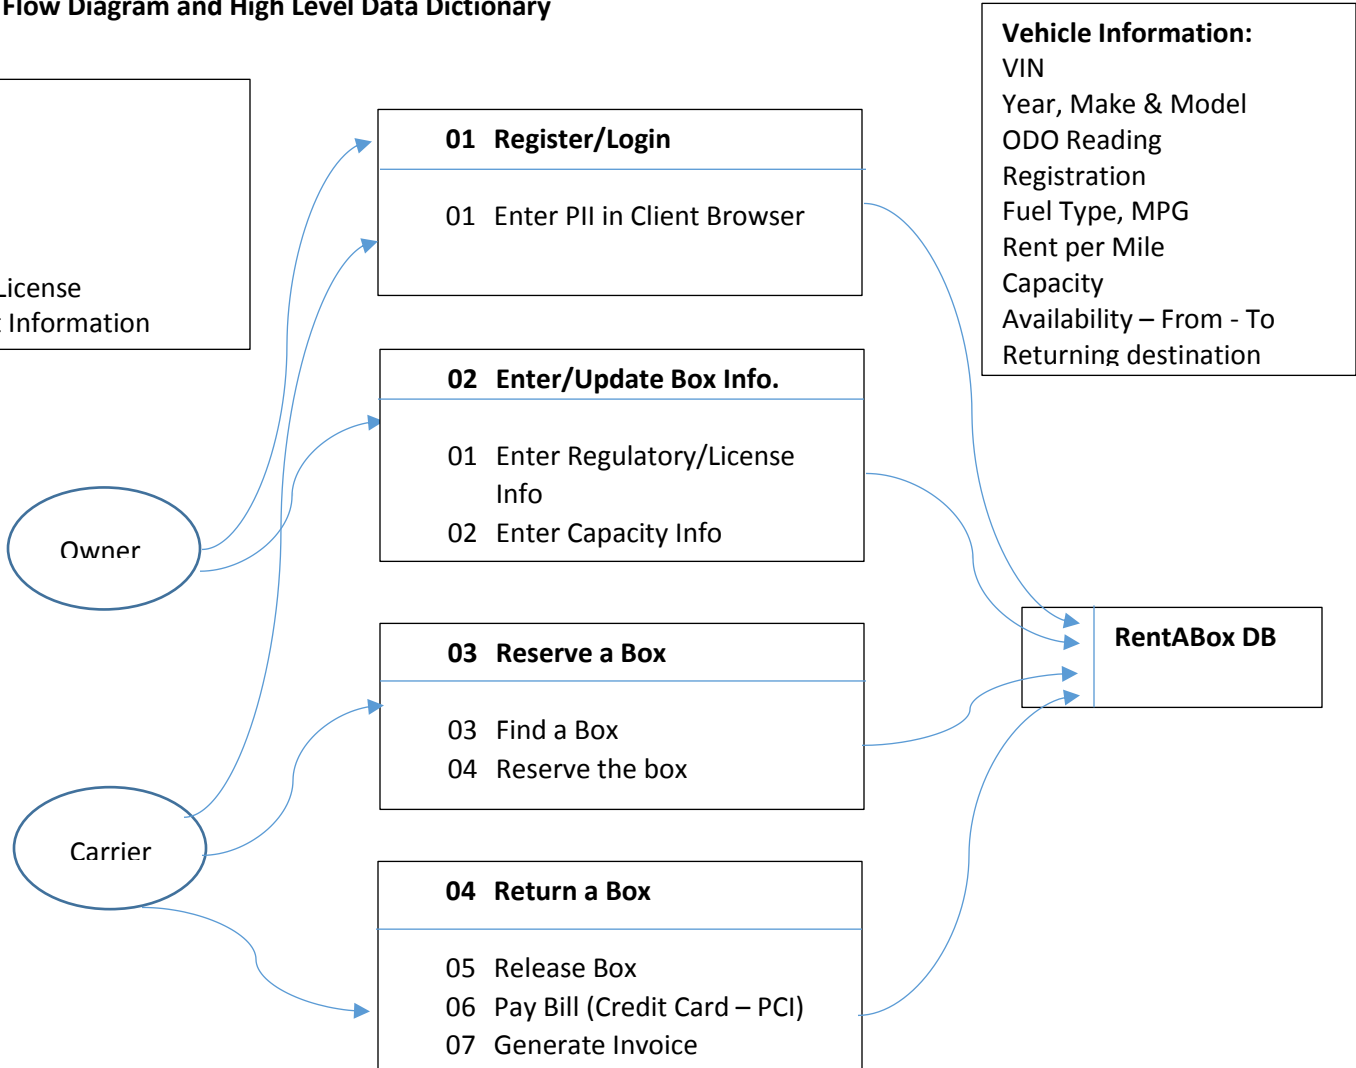 Flow Diagram and High Level Data Dictionary
Vehicle Information:
VIN
Year, Make & Model
ODO Reading
Registration
Fuel Type, MPG
Rent per Mile
Capacity
Availability – From - To
Returning destination
License
Information
01 Register/Login
01 Enter PII in Client Browser
02 Enter/Update Box Info.
01 Enter Regulatory/License
Info
02 Enter Capacity Info
Owner
03 Reserve a Box
03 Find a Box
04 Reserve the box
RentABox DB
Carrier
04 Return a Box
05 Release Box
06 Pay Bill (Credit Card – PCI)
07 Generate Invoice